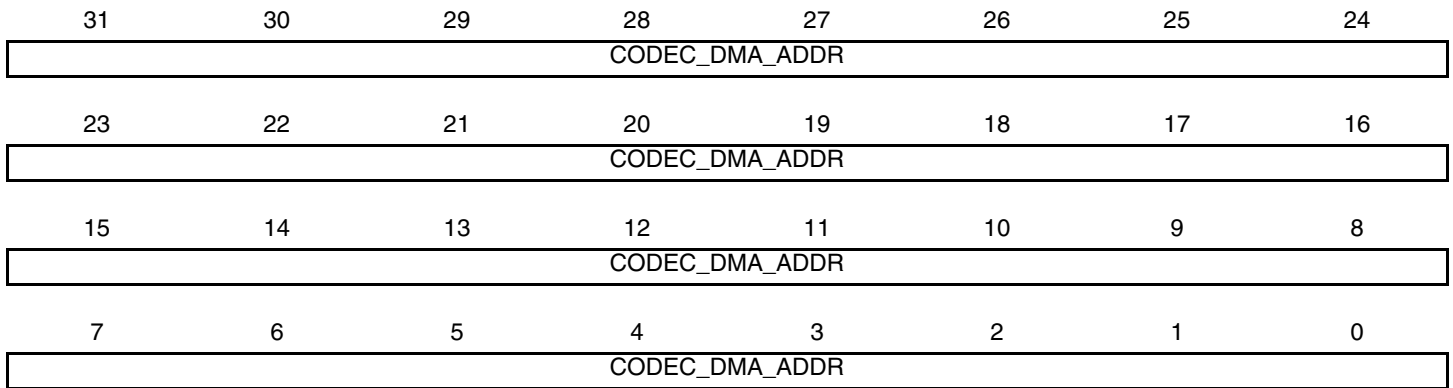 31 30 29 28 27 26 25 24
CODEC_DMA_ADDR
23 22 21 20 19 18 17 16
CODEC_DMA_ADDR
15 14 13 12 11 10 9 8
CODEC_DMA_ADDR
7 6 5 4 3 2 1 0
CODEC_DMA_ADDR